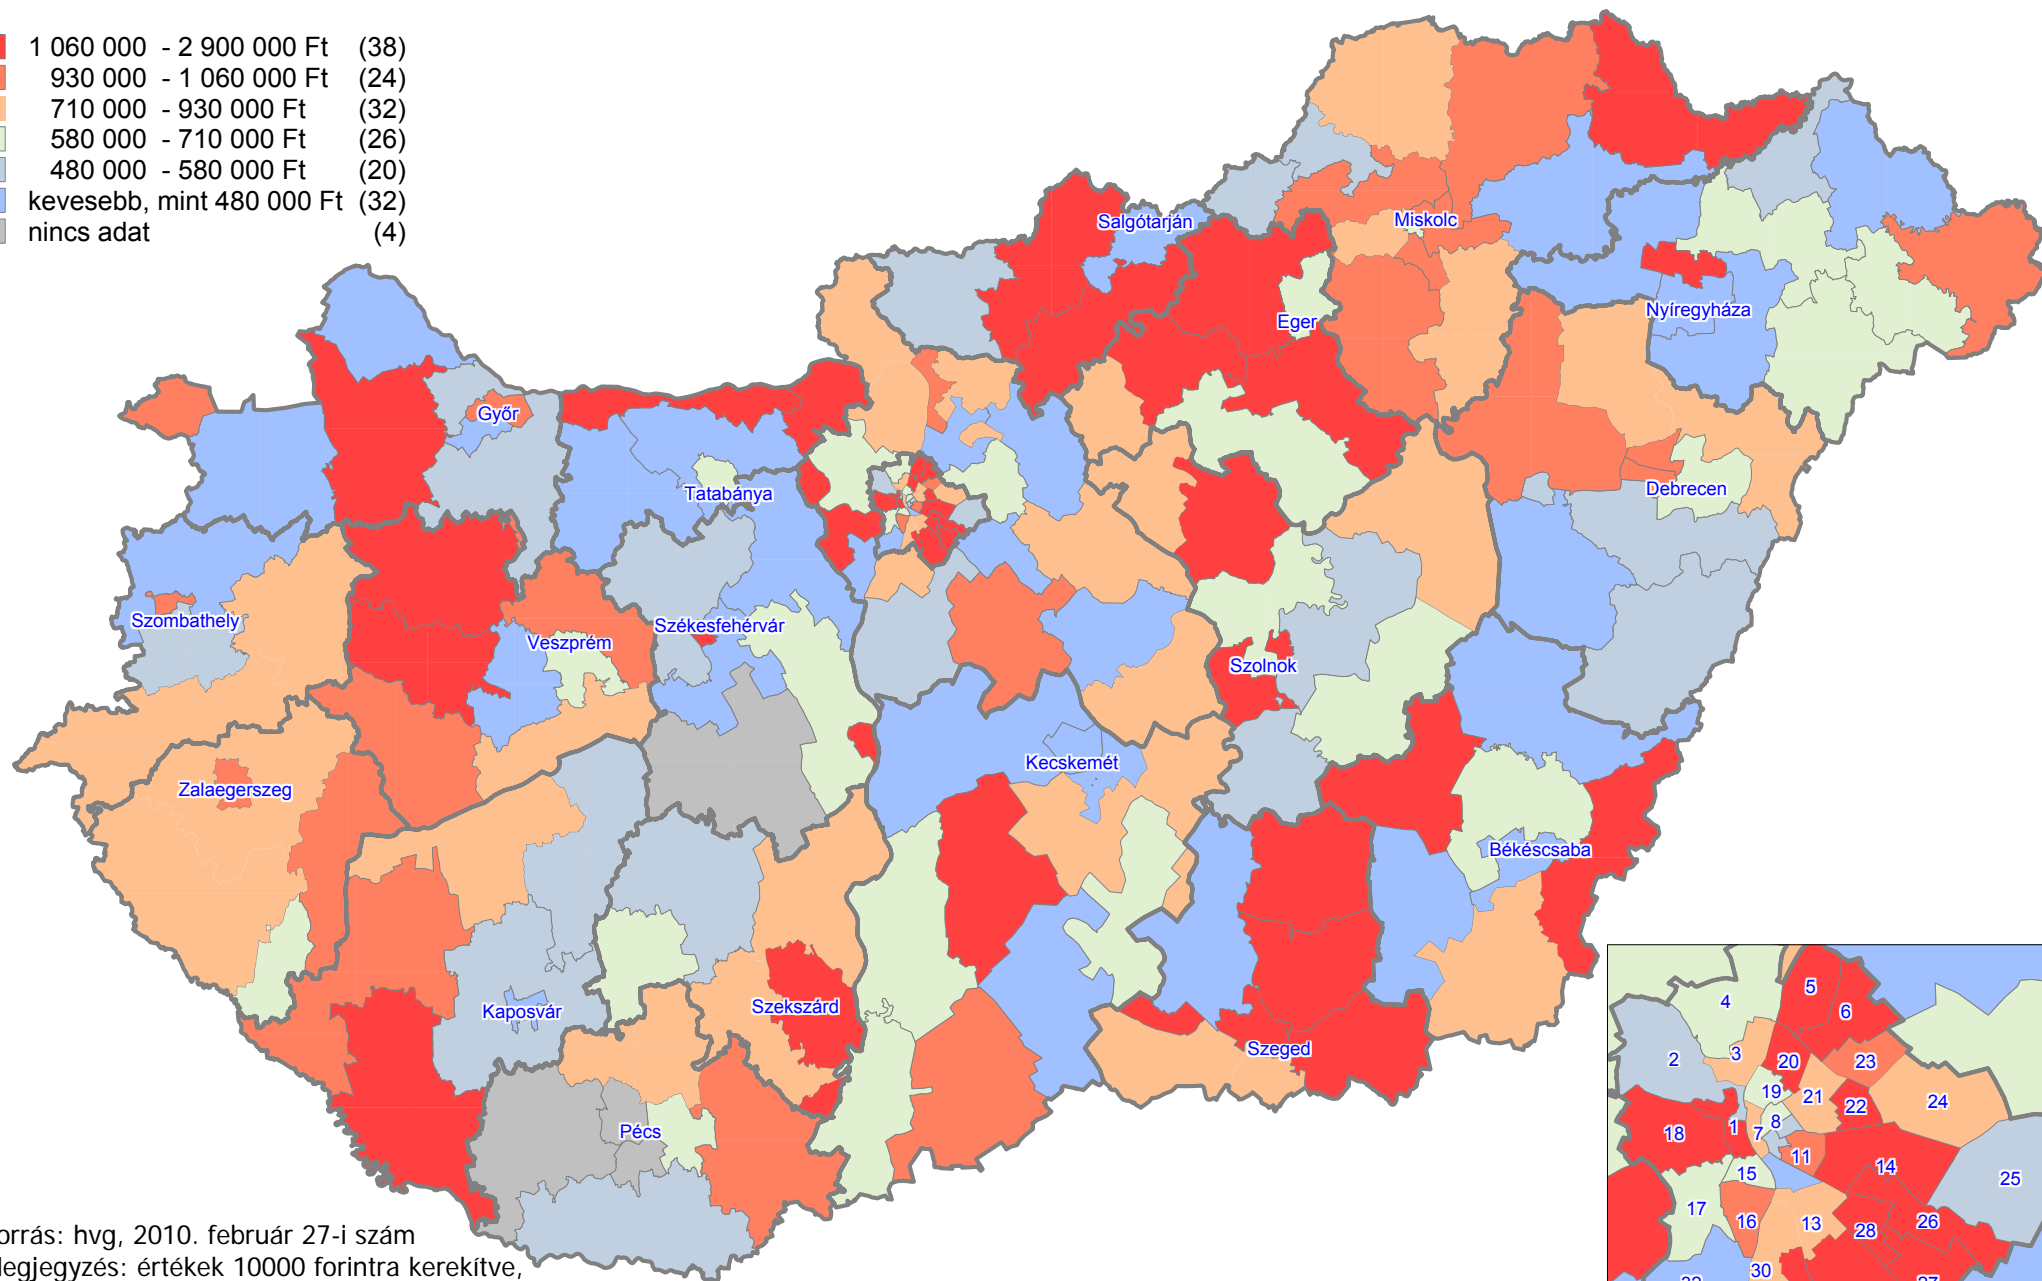 1 060 000 - 2 900 000 Ft (38)
930 000 - 1 060 000 Ft (24)
710 000 - 930 000 Ft (32)
580 000 - 710 000 Ft (26)
480 000 - 580 000 Ft (20)
kevesebb, mint 480 000 Ft (32)
nincs adat (4)
Salgótarján
Miskolc
Eger
Nyíregyháza
Győr
Tatabánya
Debrecen
Szombathely
Székesfehérvár
Veszprém
Szolnok
Kecskemét
Zalaegerszeg
Békéscsaba
Szekszárd
Kaposvár
Szeged
Pécs
5
4
6
3
2
20
23
19
21
24
22
8
1
7
18
11
14
15
25
17
16
13
26
28
30
orrás: hvg, 2010. február 27-i szám
legjegyzés: értékek 10000 forintra kerekítve,